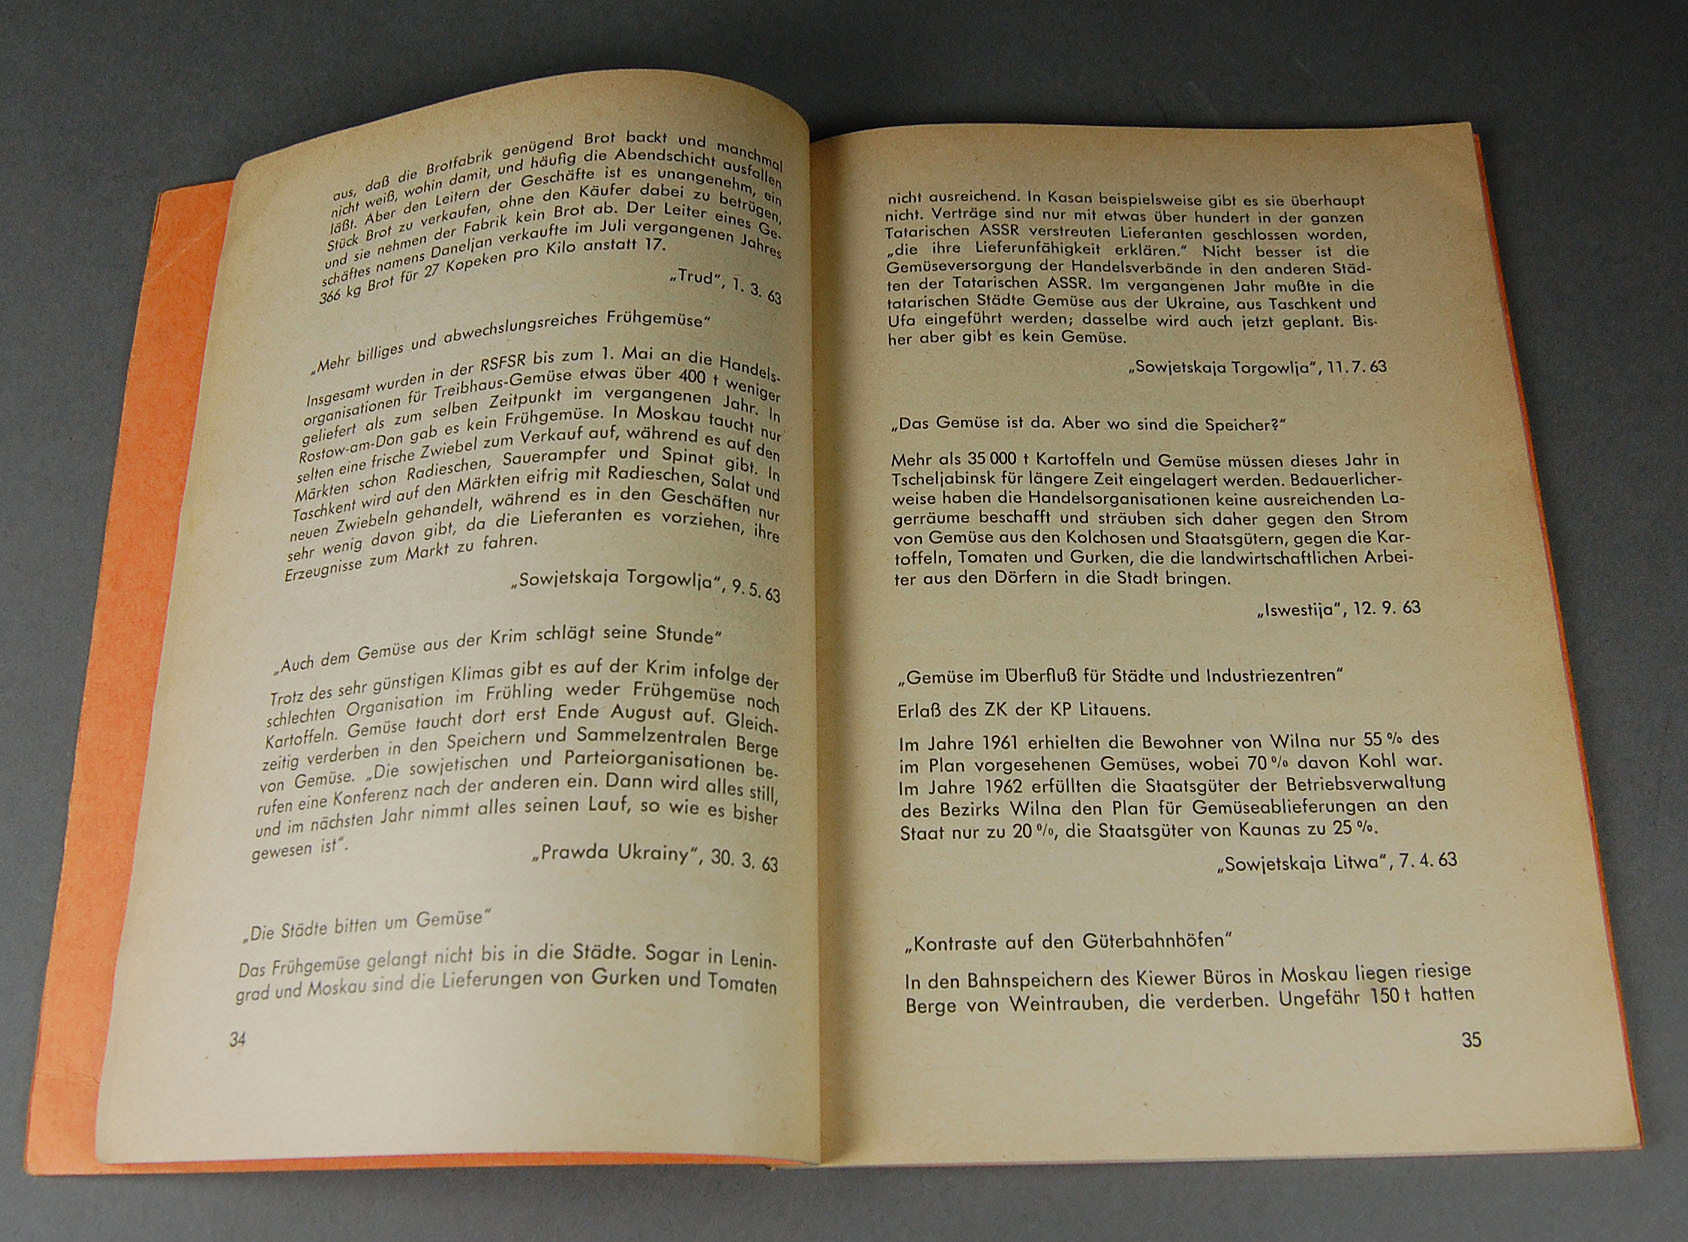 aus, daß die Brotfabrik genügend Brot backt und manchmal
nicht weiß, wohin damit, und häufig die Abendschicht ausfallen
läßt. Aber den Leitern der Geschäfte ist es unangenehm, ein
Stück Brot zu verkaufen, ohne den Käufer dabei zu betrügen,
und sie nehmen der Fabrik kein Brot ab. Der Leiter eines Ge-
schäftes namens Daneljan verkaufte im Juli vergangenen Jahres
366 kg Brot für 27 Kopeken pro Kilo anstatt 17.
„Trud“, 1. 3. 63
„Mehr billiges und abwechslungsreiches Frühgemüse“
Insgesamt wurden in der RSFSR bis zum 1. Mai an die Handels-
organisationen für Treibhaus-Gemüse etwas über 400 t weniger
geliefert als zum selben Zeitpunkt im vergangenen Jahr. In
Rostow-am-Don gab es kein Frühgemüse. In Moskau taucht nur
selten eine frische Zwiebel zum Verkauf auf, während es auf den
Märkten schon Radieschen, Sauerampfer und Spinat gibt. In
Taschkent wird auf den Märkten eifrig mit Radieschen, Salat und
neuen Zwiebeln gehandelt, während es in den Geschäften nur
sehr wenig davon gibt, da die Lieferanten es vorziehen, ihre
Erzeugnisse zum Markt zu fahren.
„Sowjetskaja Torgowlja“, 9. 5. 63
„Auch dem Gemüse aus der Krim schlägt seine Stunde“
Trotz des sehr günstigen Klimas gibt es auf der Krim infolge der
schlechten Organisation im Frühling weder Frühgemüse noch
Kartoffeln. Gemüse taucht dort erst Ende August auf. Gleich-
zeitig verderben in den Speichern und Sammelzentralen Berge
von Gemüse. „Die sowjetischen und Parteiorganisationen be-
rufen eine Konferenz nach der anderen ein. Dann wird alles still,
und im nächsten Jahr nimmt alles seinen Lauf, so wie es bisher
gewesen ist“.
„Prawda Ukrainy“, 30. 3. 63
„Die Städte bitten um Gemüse“
Das Frühgemüse gelangt nicht bis in die Städte. Sogar in Lenin-
grad und Moskau sind die Lieferungen von Gurken und Tomaten
34
nicht ausreichend. In Kasan beispielsweise gibt es sie überhaupt
nicht. Verträge sind nur mit etwas über hundert in der ganzen
Tatarischen ASSR verstreuten Lieferanten geschlossen worden,
„die ihre Lieferunfähigkeit erklären.“ Nicht besser ist die
Gemüseversorgung der Handelsverbände in den anderen Städ-
ten der Tatarischen ASSR. Im vergangenen Jahr mußte in die
tatarischen Städte Gemüse aus der Ukraine, aus Taschkent und
Ufa eingeführt werden; dasselbe wird auch jetzt geplant. Bis-
her aber gibt es kein Gemüse.
„Sowjetskaja Torgowlja“, 11. 7. 63
„Das Gemüse ist da. Aber wo sind die Speicher?“
Mehr als 35 000 t Kartoffeln und Gemüse müssen dieses Jahr in
Tscheljabinsk für längere Zeit eingelagert werden. Bedauerlicher-
weise haben die Handelsorganisationen keine ausreichenden La-
gerräume beschafft und sträuben sich daher gegen den Strom
von Gemüse aus den Kolchosen und Staatsgütern, gegen die Kar-
toffeln, Tomaten und Gurken, die die landwirtschaftlichen Arbei-
ter aus den Dörfern in die Stadt bringen.
„Iswestija“, 12. 9. 63
„Gemüse im Überfluß für Städte und Industriezentren“
Erlaß des ZK der KP Litauens.
Im Jahre 1961 erhielten die Bewohner von Wilna nur 55 % des
im Plan vorgesehenen Gemüses, wobei 70 % davon Kohl war.
Im Jahre 1962 erfüllten die Staatsgüter der Betriebsverwaltung
des Bezirks Wilna den Plan für Gemüseablieferungen an den
Staat nur zu 20 %, die Staatsgüter von Kaunas zu 25 %.
„Sowjetskaja Litwa“, 7. 4. 63
„Kontraste auf den Güterbahnhöfen“
In den Bahnspeichern des Kiewer Büros in Moskau liegen riesige
Berge von Weintrauben, die verderben. Ungefähr 150 t hatten
35